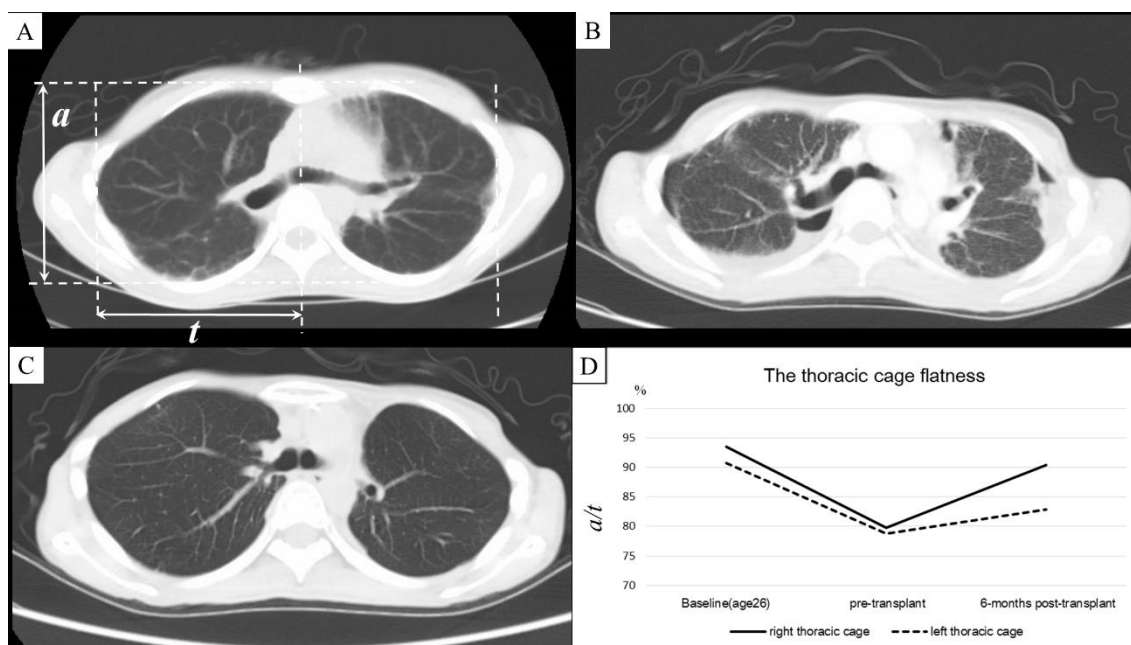 A
a
t
B
C
D
The thoracic cage flatness
%
100
95
90
85
80
75
70
a/t
Baseline(age26) pre-transplant 6-months post-transplant
right thoracic cage left thoracic cage